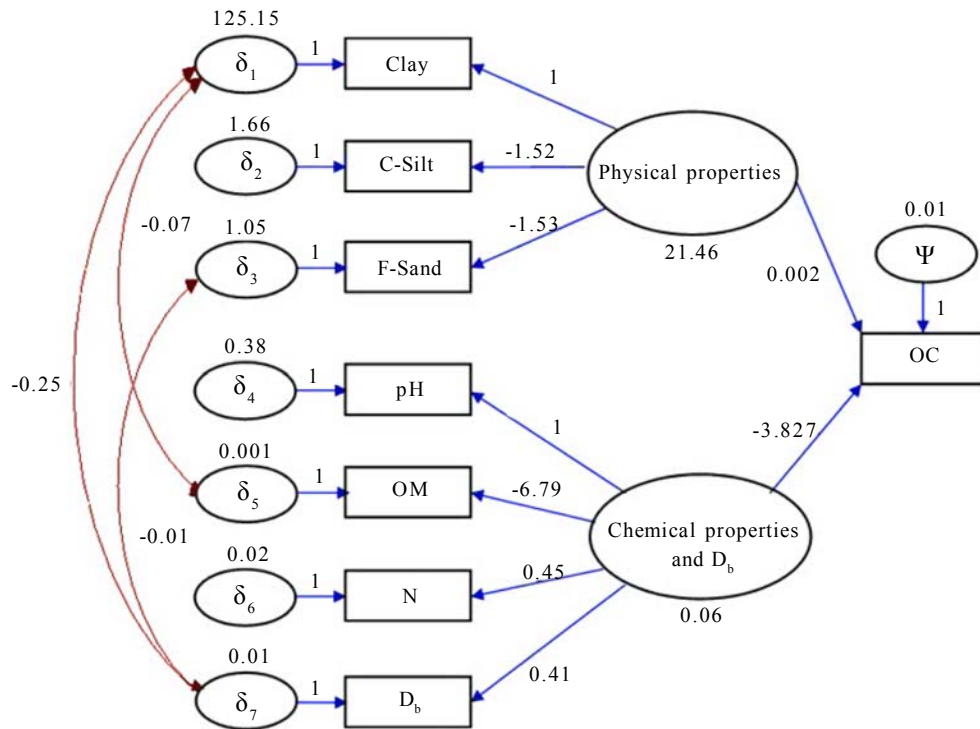 125.15
δ1 1 Clay
1
1.66
δ2 1 C-Silt -1.52 Physical properties
-0.07 1.05 -1.53 0.01
δ3 1 F-Sand 21.46 Ψ
0.002
1
0.38 OC
-0.25 δ4 1 pH
1 -3.827
0.001
δ5 1 OM -6.79
Chemical properties
and Db
-0.01 0.02
δ6 1 N 0.45
0.06
0.01 0.41
δ7 1 Db